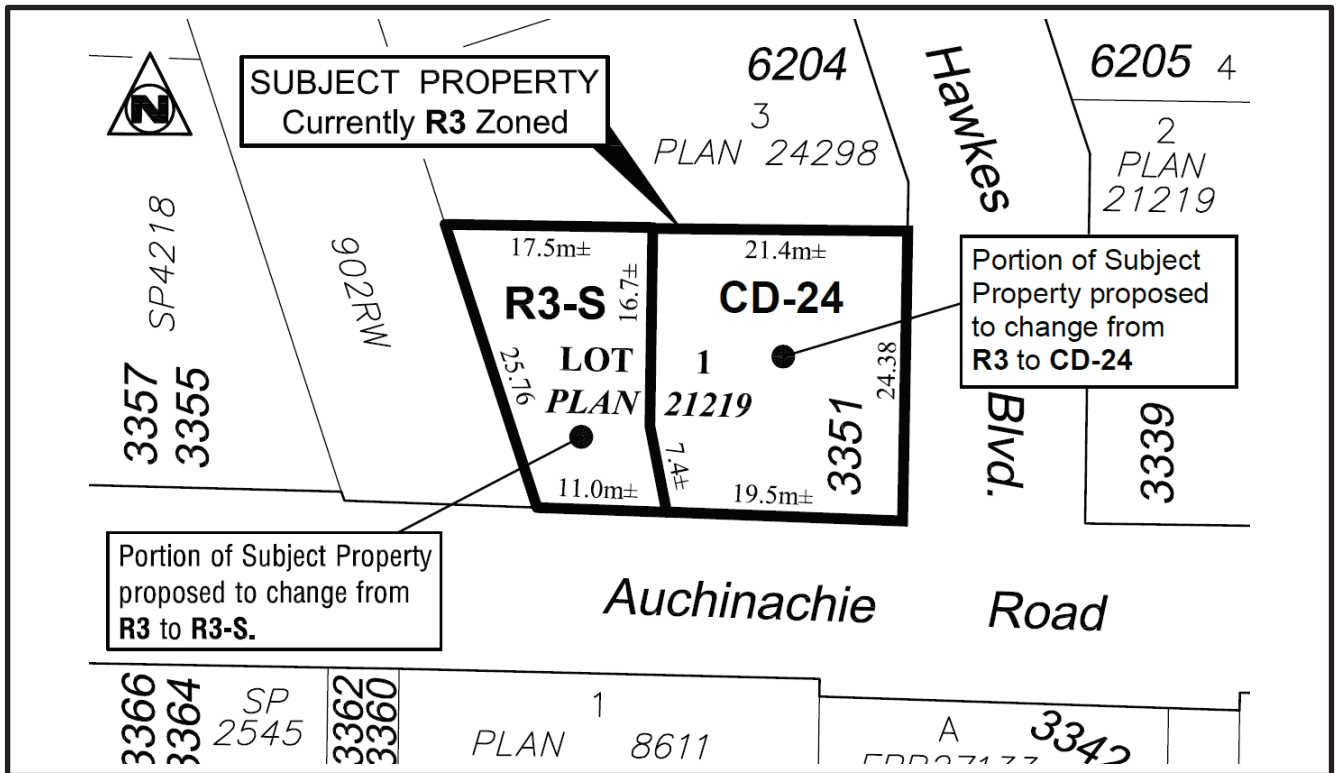 N
SUBJECT PROPERTY
Currently R3 Zoned
6204
3
PLAN 24298
Hawkes
Blvd.
6205 4
2
PLAN
21219
SP4218
3357
3355
902RW
17.5m±
16.7±
R3-S
25.76
LOT 1
PLAN 21219
11.0m±
21.4m±
CD-24
24.38
3351
7.4±
19.5m±
Portion of Subject
Property proposed
to change from
R3 to CD-24
3339
Portion of Subject Property
proposed to change from
R3 to R3-S.
Auchinachie Road
3366
3364
SP
2545
3362
3360
1
PLAN 8611
A
3342